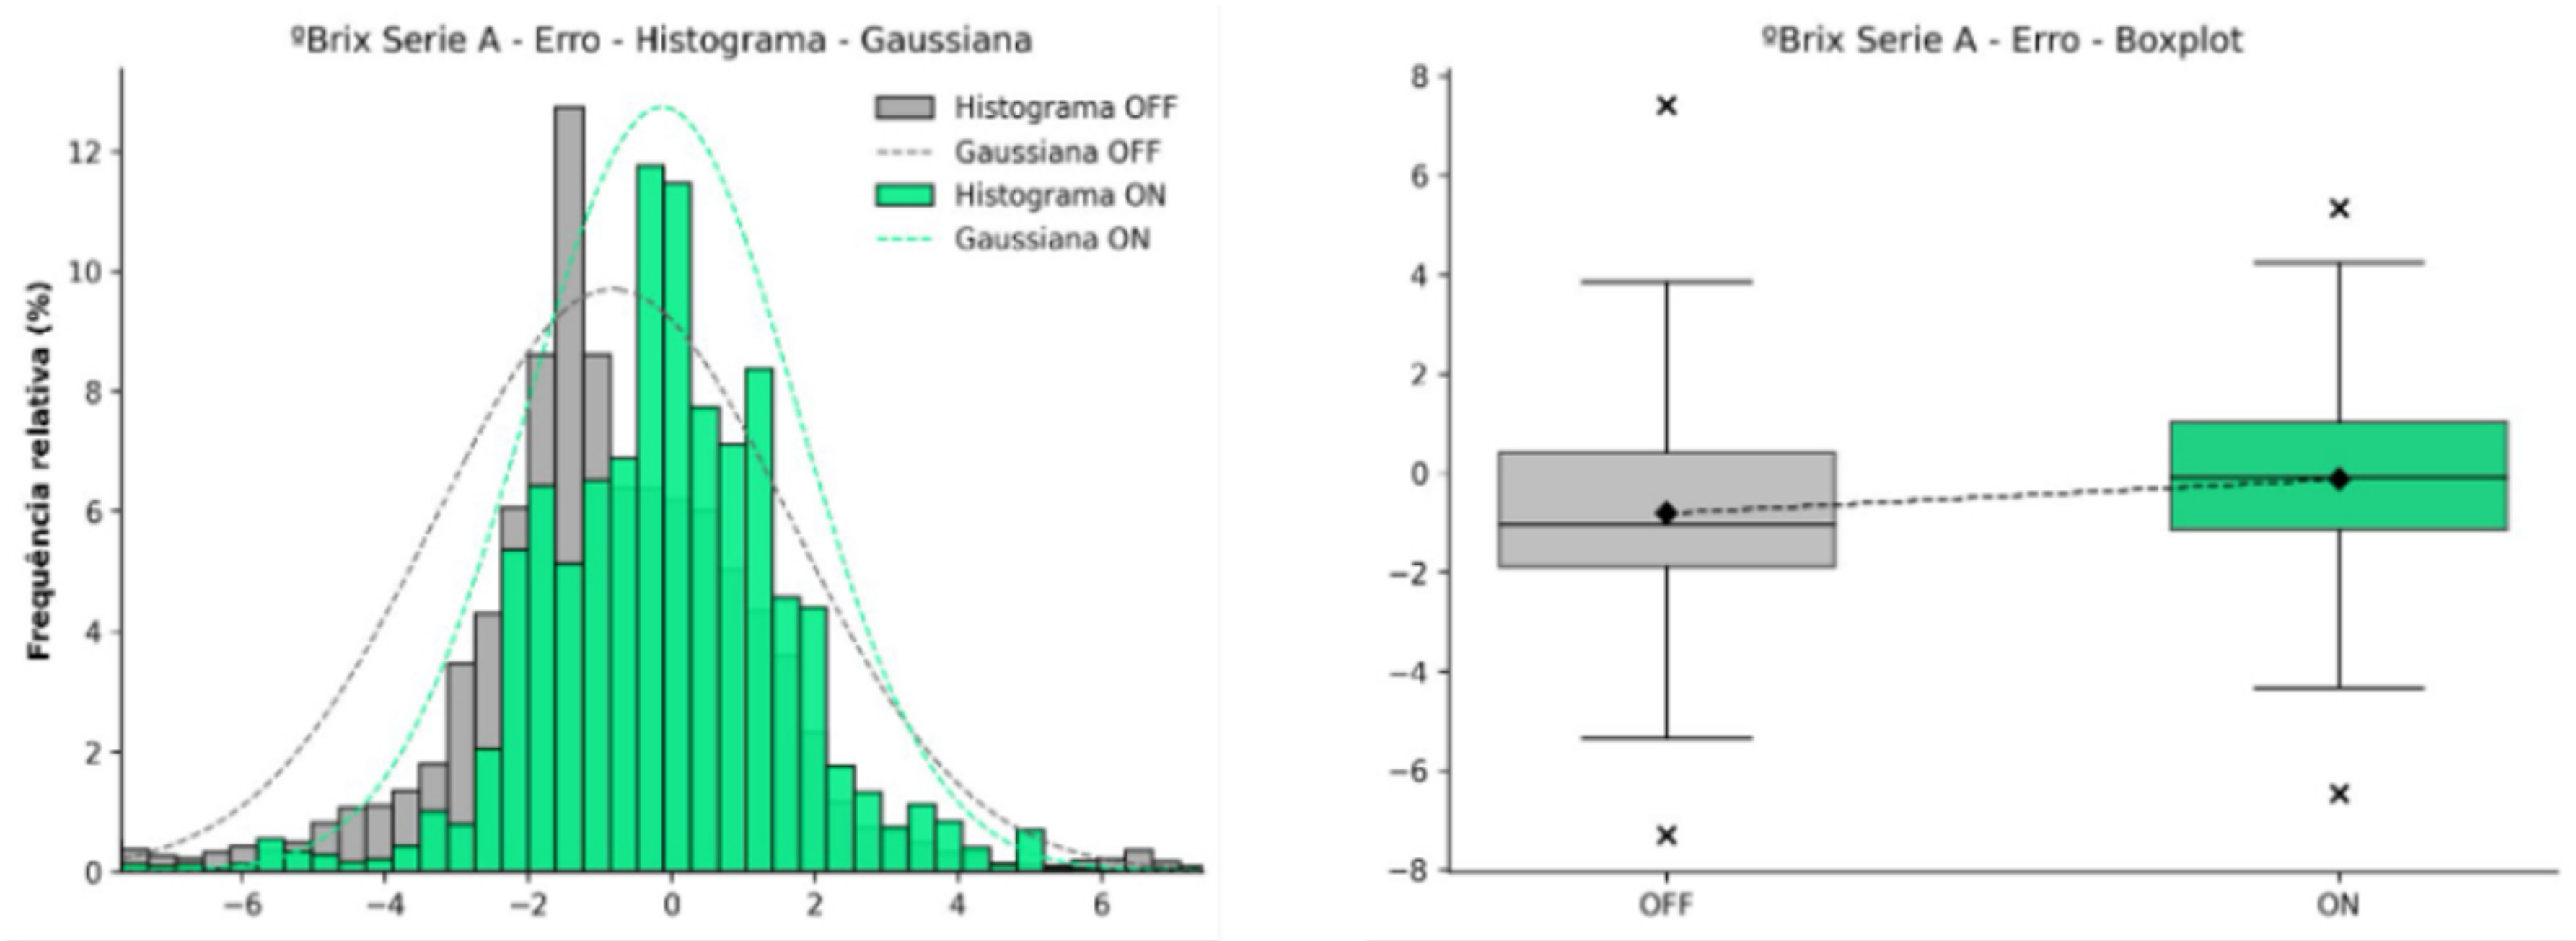 ºBrix Serie A - Erro - Histograma - Gaussiana
Histograma OFF
Gaussiana OFF
Histograma ON
Gaussiana ON
Frequência relativa (%)
12
10
8
6
4
2
0
−6 −4 −2 0 2 4 6
ºBrix Serie A - Erro - Boxplot
8
6
4
2
0
−2
−4
−6
−8
OFF ON